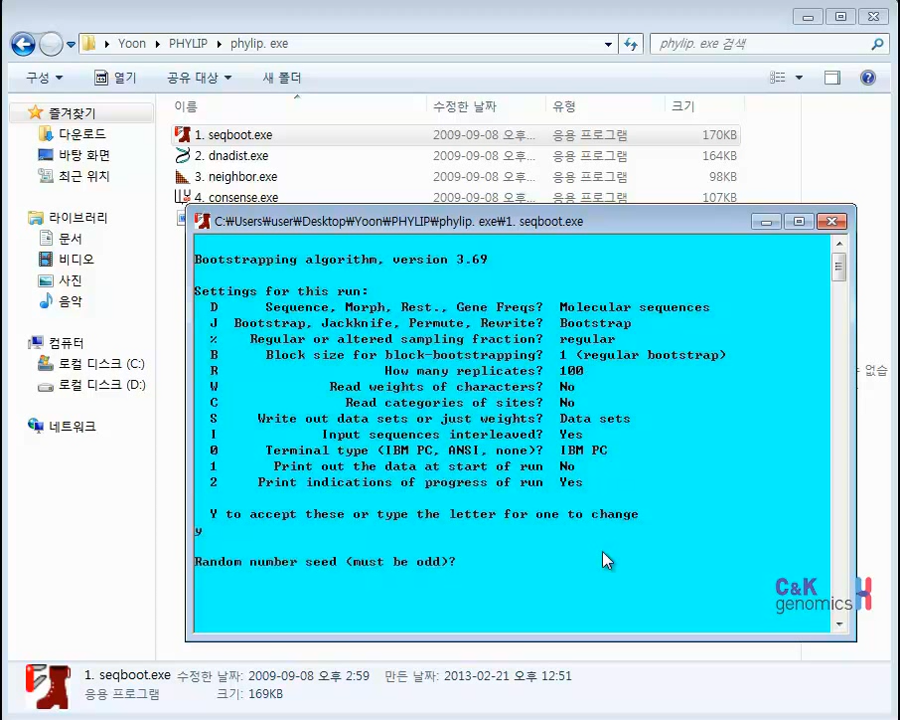 Yoon ▸ PHYLIP ▸ phylip. exe
phylip. exe 검색
구성 열기 공유 대상 새 폴더
즐겨찾기
다운로드
바탕 화면
최근 위치
라이브러리
문서
비디오
사진
음악
컴퓨터
로컬 디스크 (C:)
로컬 디스크 (D:)
네트워크
이름 수정한 날짜 유형 크기
1. seqboot.exe 2009-09-08 오후... 응용 프로그램 170KB
2. dnadist.exe 2009-09-08 오후... 응용 프로그램 164KB
3. neighbor.exe 2009-09-08 오후... 응용 프로그램 98KB
4. consense.exe 2009-09-08 오후... 응용 프로그램 107KB
C:₩Users₩user₩Desktop₩Yoon₩PHYLIP₩phylip. exe₩1. seqboot.exe
Bootstrapping algorithm, version 3.69
Settings for this run:
D Sequence, Morph, Rest., Gene Freqs? Molecular sequences
J Bootstrap, Jackknife, Permute, Rewrite? Bootstrap
% Regular or altered sampling fraction? regular
B Block size for block-bootstrapping? 1 (regular bootstrap)
R How many replicates? 100
W Read weights of characters? No
C Read categories of sites? No
S Write out data sets or just weights? Data sets
I Input sequences interleaved? Yes
0 Terminal type (IBM PC, ANSI, none)? IBM PC
1 Print out the data at start of run No
2 Print indications of progress of run Yes
Y to accept these or type the letter for one to change
y
Random number seed (must be odd)?
없습
C&K
genomics
1. seqboot.exe 수정한 날짜: 2009-09-08 오후 2:59 만든 날짜: 2013-02-21 오후 12:51
응용 프로그램 크기: 169KB